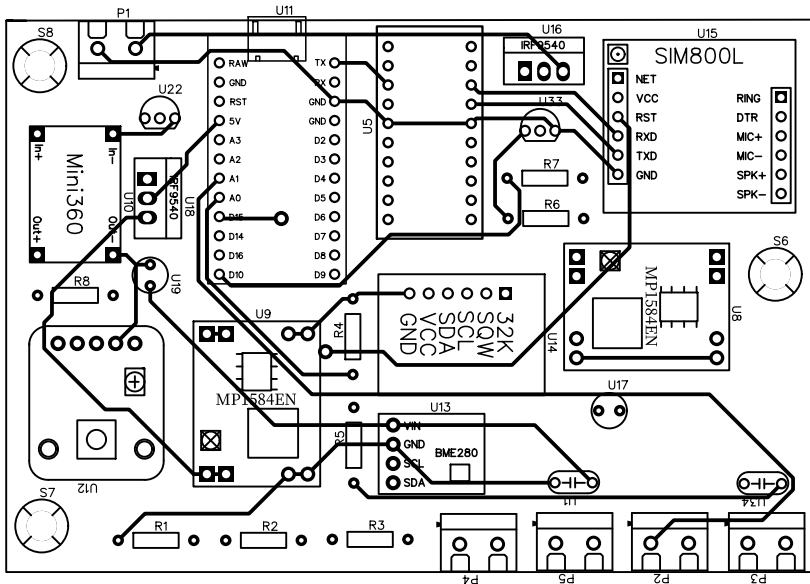 P1
S8
U11
U16
IRF9540
U15
SIM800L
NET
VCC
RST
RXD
TXD
GND
RING
DTR
MIC+
MIC-
SPK+
SPK-
RAW
GND
RST
5V
A3
A2
A1
A0
D15
D14
D16
D10
TX
RX
GND
GND
D2
D3
D4
D5
D6
D7
D8
D9
U5
U22
U33
In+
In-
Mini360
Out+
Out-
U10
IRF9540
U18
R7
R6
U19
R8
S6
MP1584EN
U8
U9
MP1584EN
R4
GND
VCC
SDA
SCL
SQW
32K
U14
U17
U13
VIN
GND
SCL
SDA
BME280
R5
U12
S7
U1
U34
R1
R2
R3
P4
P5
P2
P3